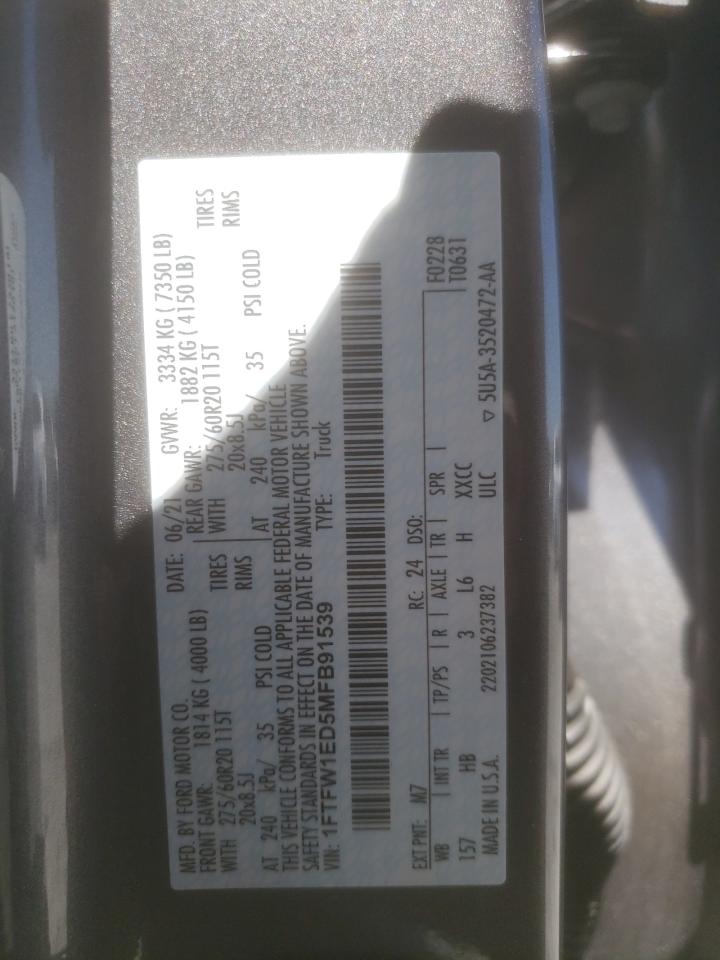 MFD. BY FORD MOTOR CO.
DATE: 06/21
GVWR: 3334 KG ( 7350 LB)
FRONT GAWR: 1814 KG ( 4000 LB)
REAR GAWR: 1882 KG ( 4150 LB)
WITH 275/60R20 115T TIRES
WITH 275/60R20 115T TIRES
20x8.5J RIMS
20x8.5J RIMS
AT 240 kPa/ 35 PSI COLD
AT 240 kPa/ 35 PSI COLD
THIS VEHICLE CONFORMS TO ALL APPLICABLE FEDERAL MOTOR VEHICLE
SAFETY STANDARDS IN EFFECT ON THE DATE OF MANUFACTURE SHOWN ABOVE.
VIN: 1FTFW1ED5MFB91539
TYPE: Truck
EXT PNT: M7 RC: 24 DSO: F0228
WB | INT TR | TP/PS | R | AXLE | TR | SPR | T0631
157 HB 3 L6 H XXCC
MADE IN U.S.A. 2202106237382 ULC ▽ 5U5A-3520472-AA